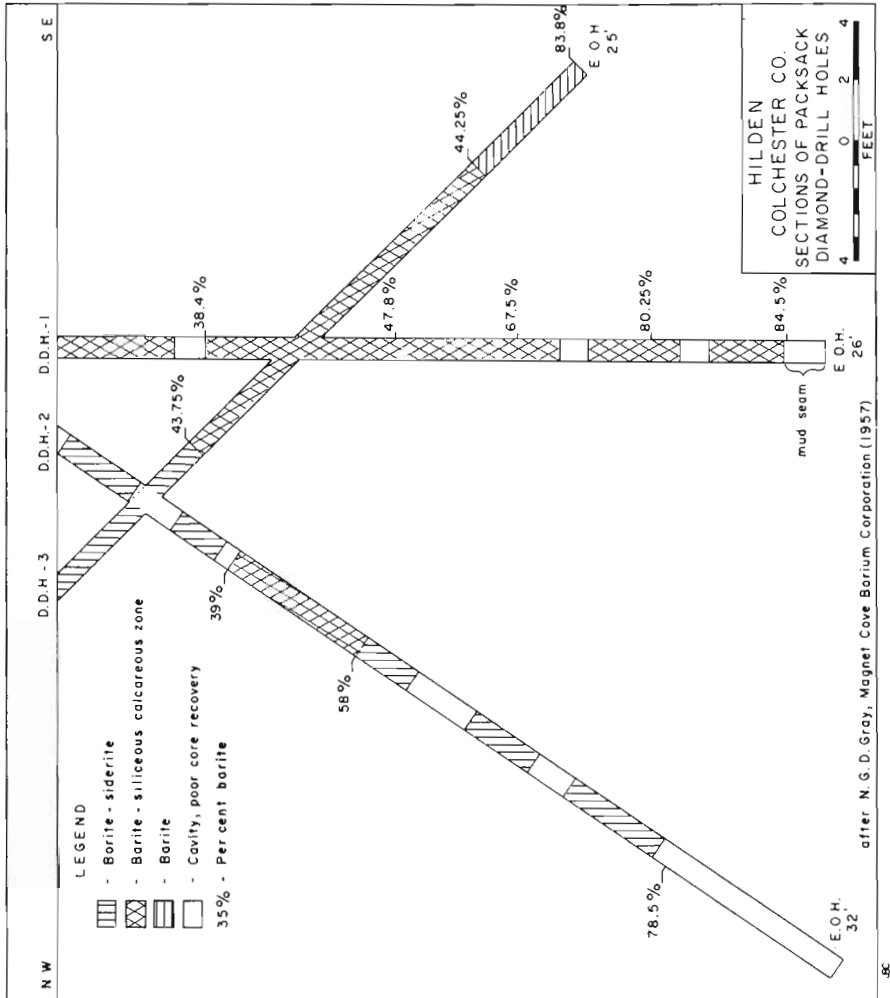 N W
S E
D.D.H - 3
D.D.H.- 2
D.D.H.- 1
LEGEND
- Barite - siderite
- Barite - siliceous calcareous zone
- Barite
- Cavity, poor core recovery
35% - Per cent barite
43.75%
38.4 %
39%
44.25%
47.8 %
83.8%
E O H
25'
58 %
67.5 %
80.25%
78.5 %
84.5 %
mud seam
E O.H.
26'
E.O.H.
32'
HILDEN
COLCHESTER CO.
SECTIONS OF PACKSACK
DIAMOND-DRILL HOLES
4 2 0 2 4
FEET
after N. G. D. Gray, Magnet Cove Barium Corporation (1957)